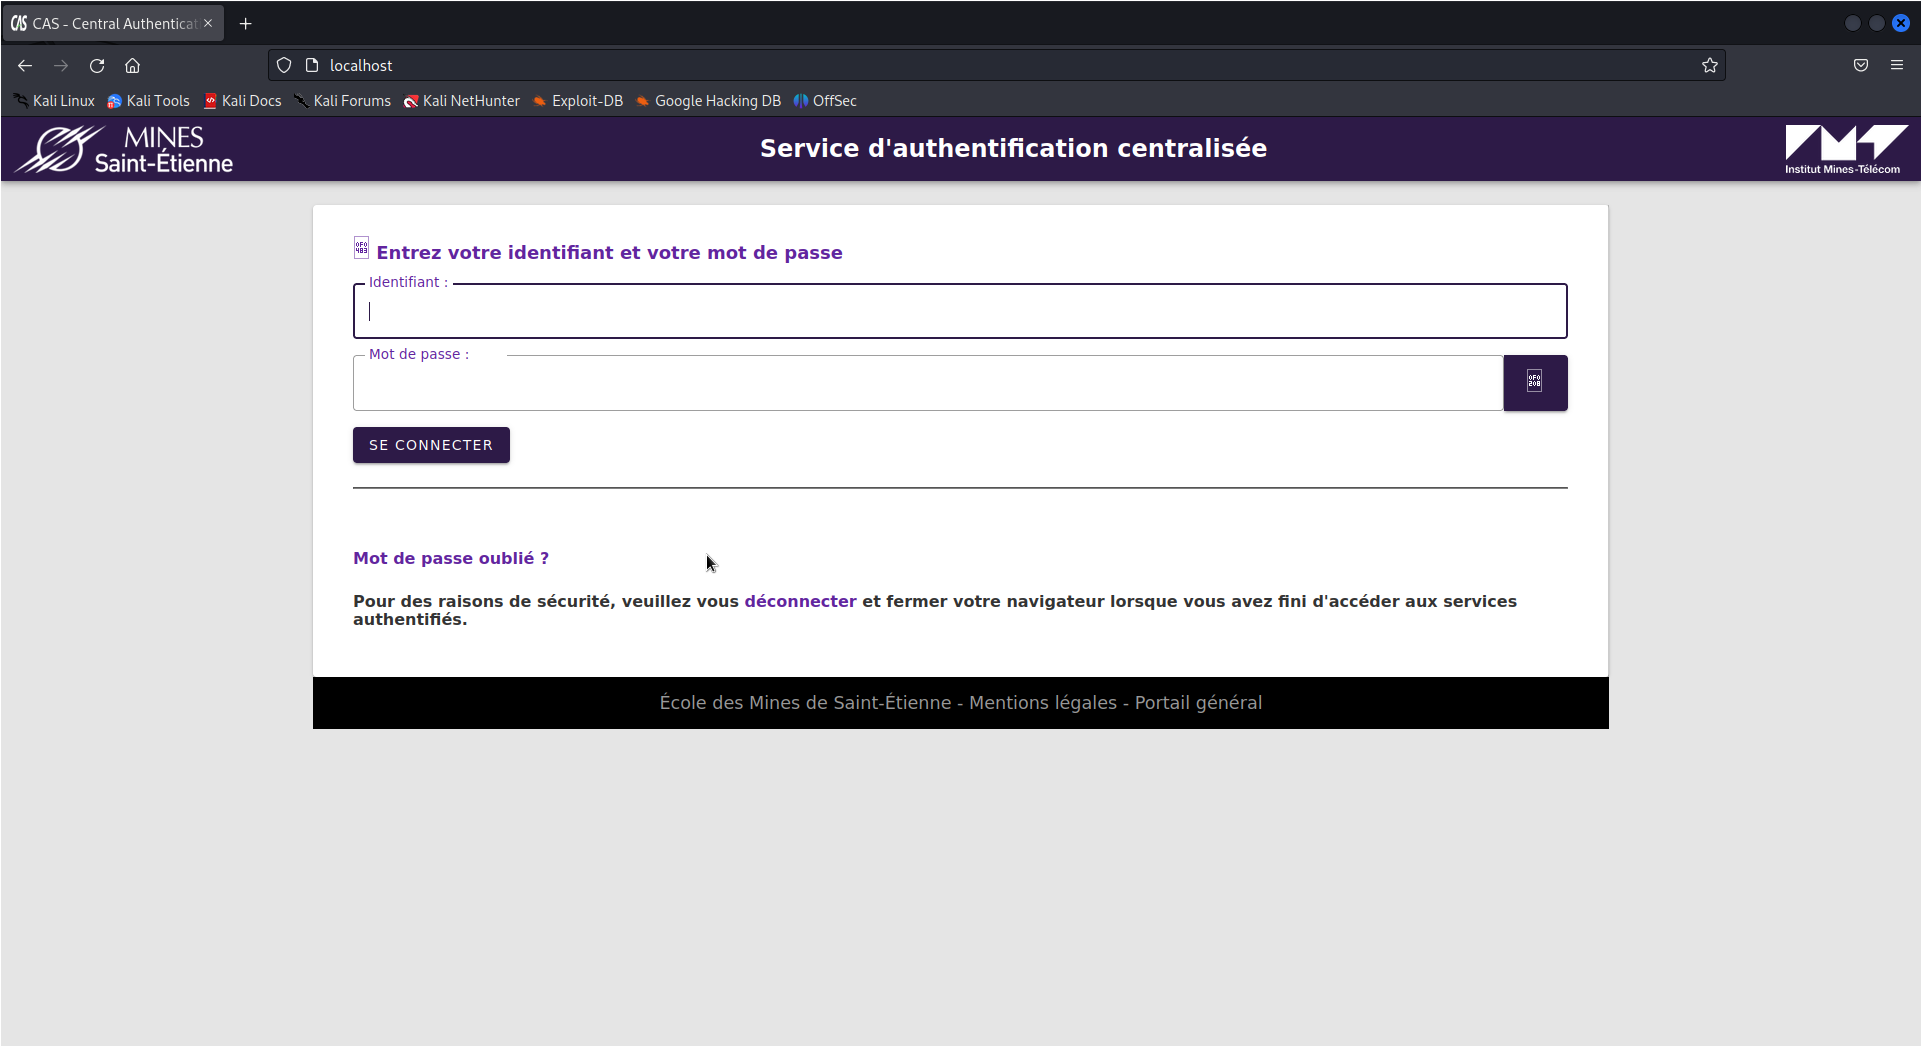 CAS CAS - Central Authenticat
localhost
Kali Linux Kali Tools Kali Docs Kali Forums Kali NetHunter Exploit-DB Google Hacking DB OffSec
MINES
Saint-Étienne
Service d'authentification centralisée
Institut Mines-Télécom
Entrez votre identifiant et votre mot de passe
Identifiant :
Mot de passe :
SE CONNECTER
Mot de passe oublié ?
Pour des raisons de sécurité, veuillez vous déconnecter et fermer votre navigateur lorsque vous avez fini d'accéder aux services
authentifiés.
École des Mines de Saint-Étienne - Mentions légales - Portail général